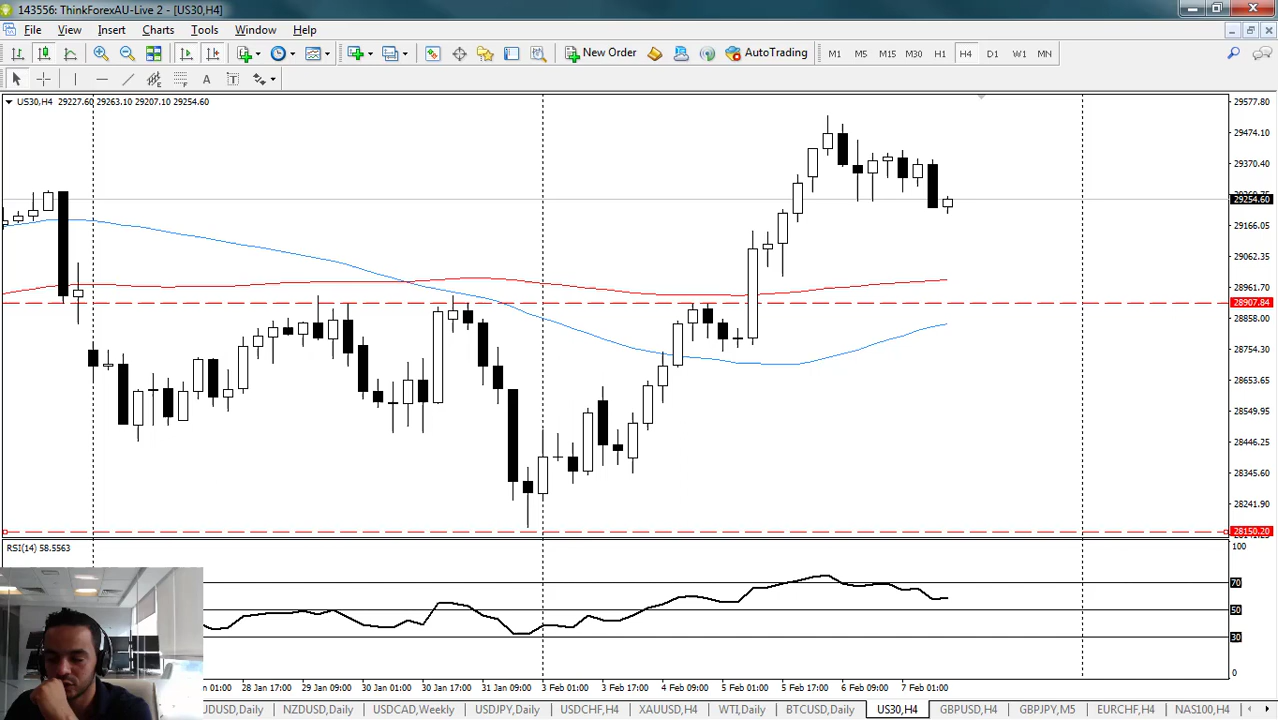 143556: ThinkForexAU-Live 2 - [US30,H4]
File View Insert Charts Tools Window Help
New Order AutoTrading M1 M5 M15 M30 H1 H4 D1 W1 MN
A T
US30,H4 29227.60 29263.10 29207.10 29254.60
29577.80
29474.10
29370.40
29254.60
29166.05
29062.35
28961.70
28907.84
28858.00
28754.30
28653.65
28549.95
28446.25
28345.60
28241.90
28150.20
RSI(14) 58.5563
100
70
50
30
0
an 01:00 28 Jan 17:00 29 Jan 09:00 30 Jan 01:00 30 Jan 17:00 31 Jan 09:00 3 Feb 01:00 3 Feb 17:00 4 Feb 09:00 5 Feb 01:00 5 Feb 17:00 6 Feb 09:00 7 Feb 01:00
UDUSD,Daily NZDUSD,Daily USDCAD,Weekly USDJPY,Daily USDCHF,H4 XAUUSD,H4 WTI,Daily BTCUSD,Daily US30,H4 GBPUSD,H4 GBPJPY,M5 EURCHF,H4 NAS100,H4